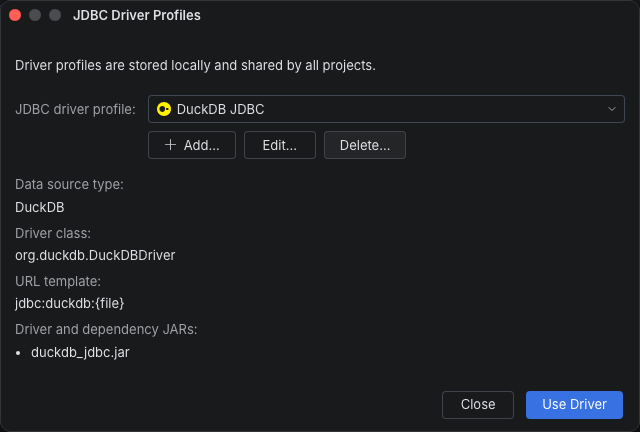 JDBC Driver Profiles
Driver profiles are stored locally and shared by all projects.
JDBC driver profile:
DuckDB JDBC
Add...
Edit...
Delete...
Data source type:
DuckDB
Driver class:
org.duckdb.DuckDBDriver
URL template:
jdbc:duckdb:{file}
Driver and dependency JARs:
• duckdb_jdbc.jar
Close
Use Driver